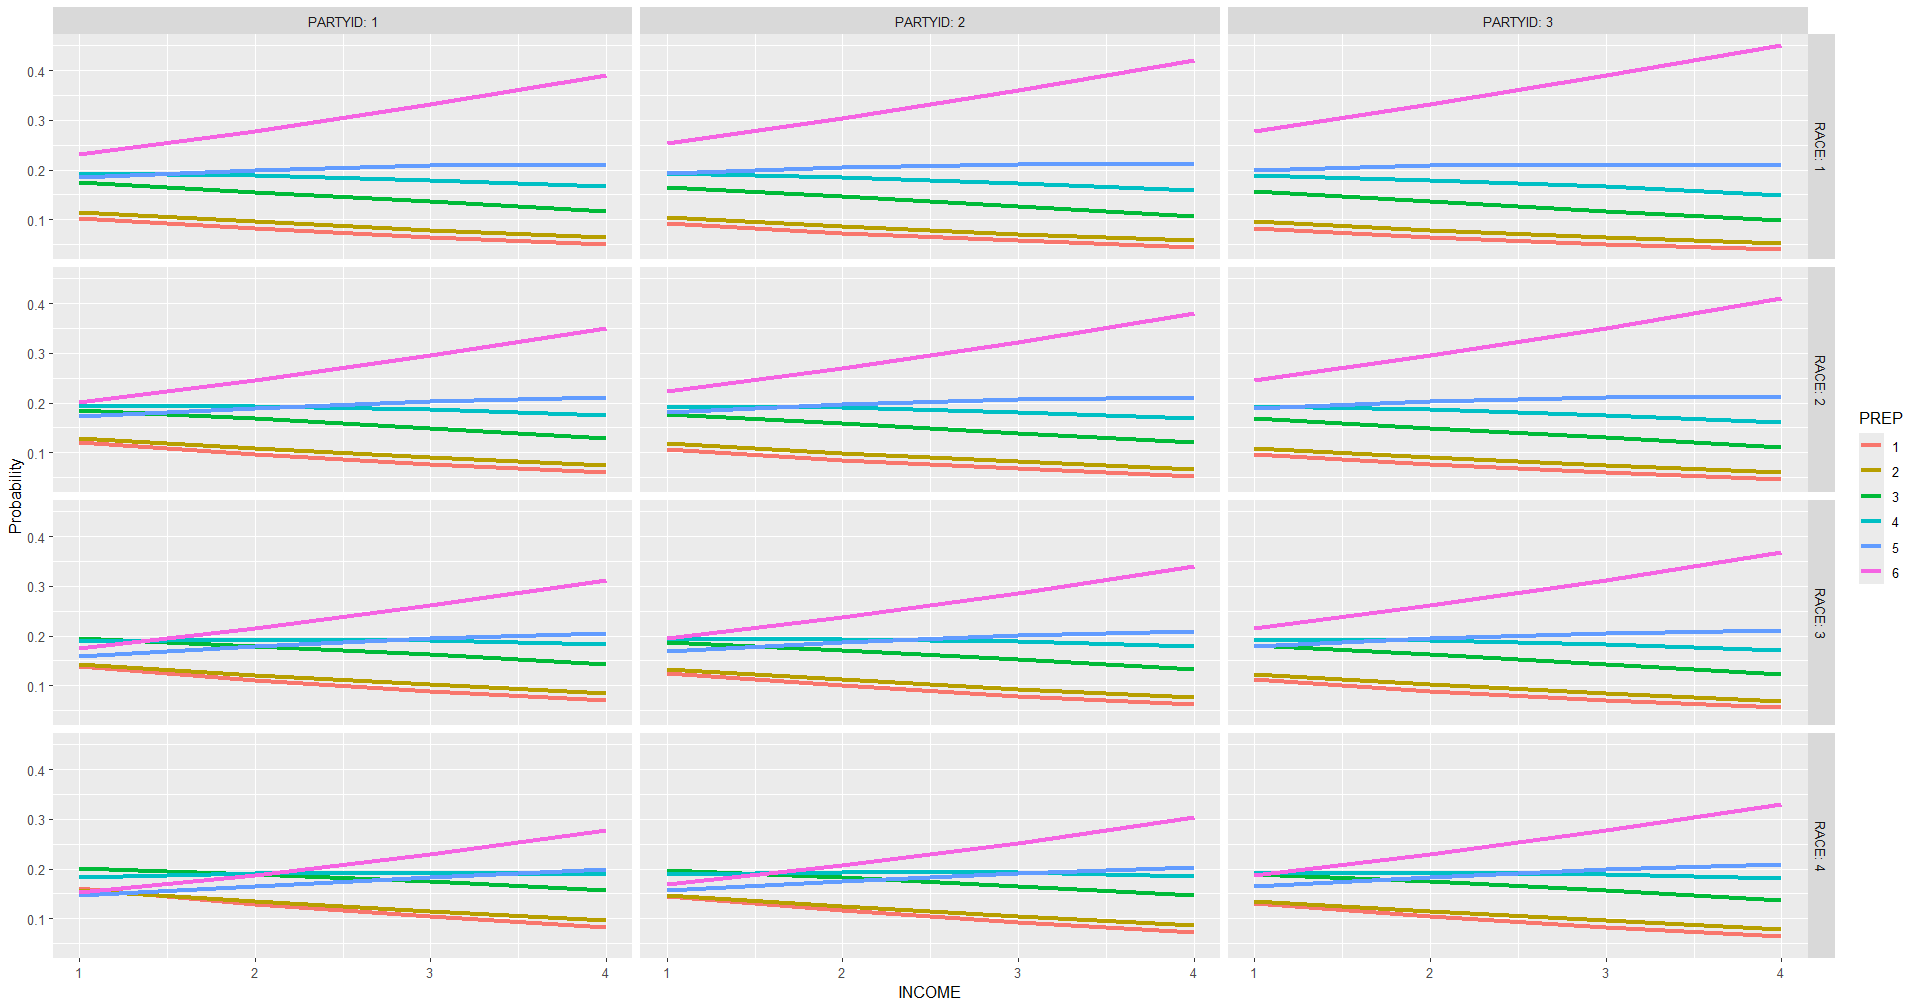 PARTYID: 1
PARTYID: 2
PARTYID: 3
0.4
0.3
0.2
0.1
RACE: 1
0.4
0.3
0.2
0.1
RACE: 2
0.4
0.3
0.2
0.1
RACE: 3
0.4
0.3
0.2
0.1
RACE: 4
Probability
1 2 3 4
1 2 3 4
1 2 3 4
INCOME
PREP
1
2
3
4
5
6